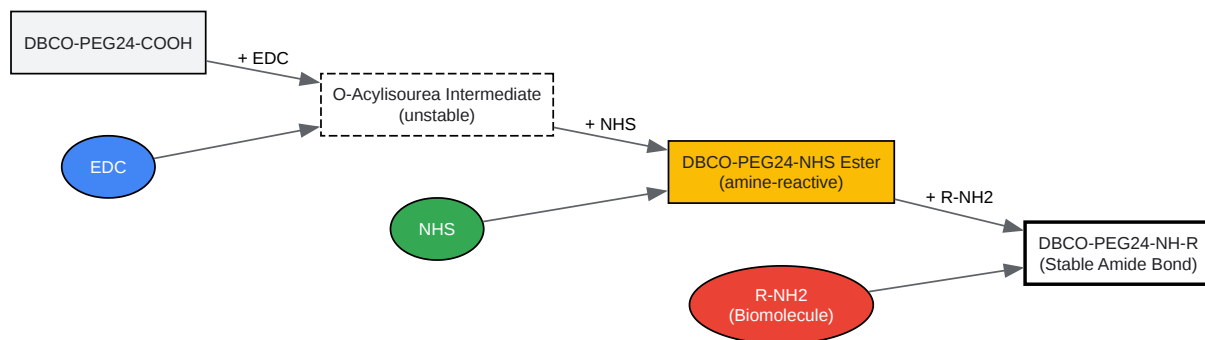 DBCO-PEG24-COOH
+ EDC
O-Acylisourea Intermediate
(unstable)
EDC
+ NHS
DBCO-PEG24-NHS Ester
(amine-reactive)
NHS
+ R-NH2
DBCO-PEG24-NH-R
(Stable Amide Bond)
R-NH2
(Biomolecule)